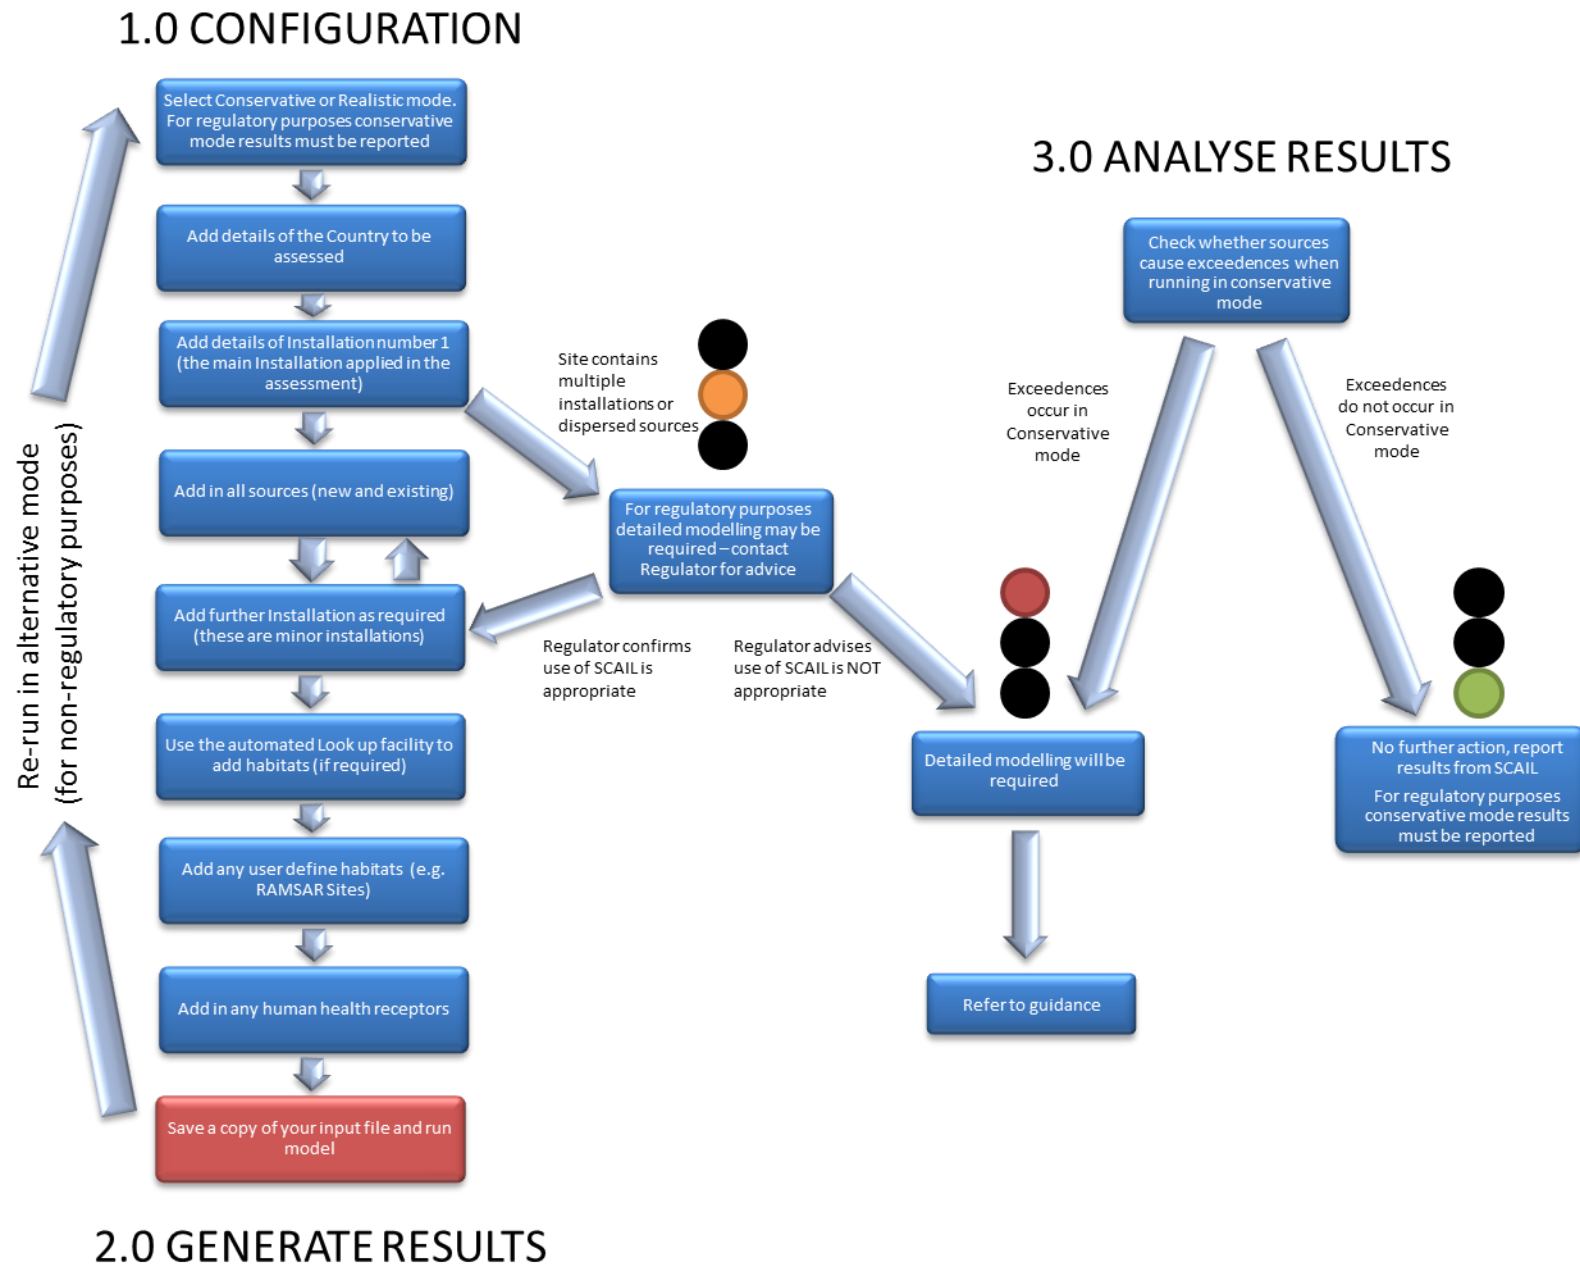 1.0 CONFIGURATION
Select Conservative or Realistic mode.
For regulatory purposes conservative
mode results must be reported
Add details of the Country to be
assessed
Add details of Installation number 1
(the main Installation applied in the
assessment)
Add in all sources (new and existing)
Add further Installation as required
(these are minor installations)
Use the automated Look up facility to
add habitats (if required)
Add any user define habitats (e.g.
RAMSAR Sites)
Add in any human health receptors
Save a copy of your input file and run
model
2.0 GENERATE RESULTS
Re-run in alternative mode
(for non-regulatory purposes)
Site contains
multiple
installations or
dispersed sources
For regulatory purposes
detailed modelling may be
required – contact
Regulator for advice
Regulator confirms
use of SCAIL is
appropriate
Regulator advises
use of SCAIL is NOT
appropriate
3.0 ANALYSE RESULTS
Check whether sources
cause exceedences when
running in conservative
mode
Exceedences
occur in
Conservative
mode
Exceedences
do not occur in
Conservative
mode
Detailed modelling will be
required
Refer to guidance
No further action, report
results from SCAIL
For regulatory purposes
conservative mode results
must be reported